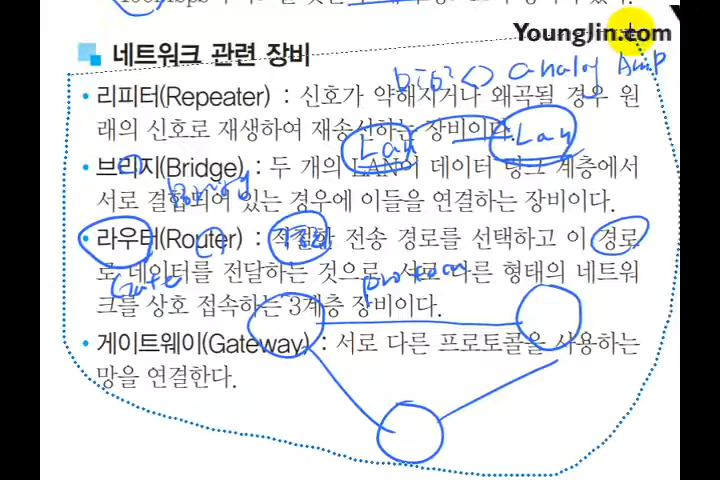 YoungJin.com
네트워크 관련 장비
analog Amp
• 리피터(Repeater) : 신호가 약해지거나 왜곡될 경우 원
래의 신호로 재생하여 재송신하는 장비이다.
Lan Lan
• 브리지(Bridge) : 두 개의 LAN이 데이터 링크 계층에서
서로 결합되어 있는 경우에 이들을 연결하는 장비이다.
• 라우터(Router) : 적절한 전송 경로를 선택하고 이 경로
로 데이터를 전달하는 것으로, 서로 다른 형태의 네트워
Gate
크를 상호 접속하는 3계층 장비이다.
• 게이트웨이(Gateway) : 서로 다른 프로토콜을 사용하는
망을 연결한다.